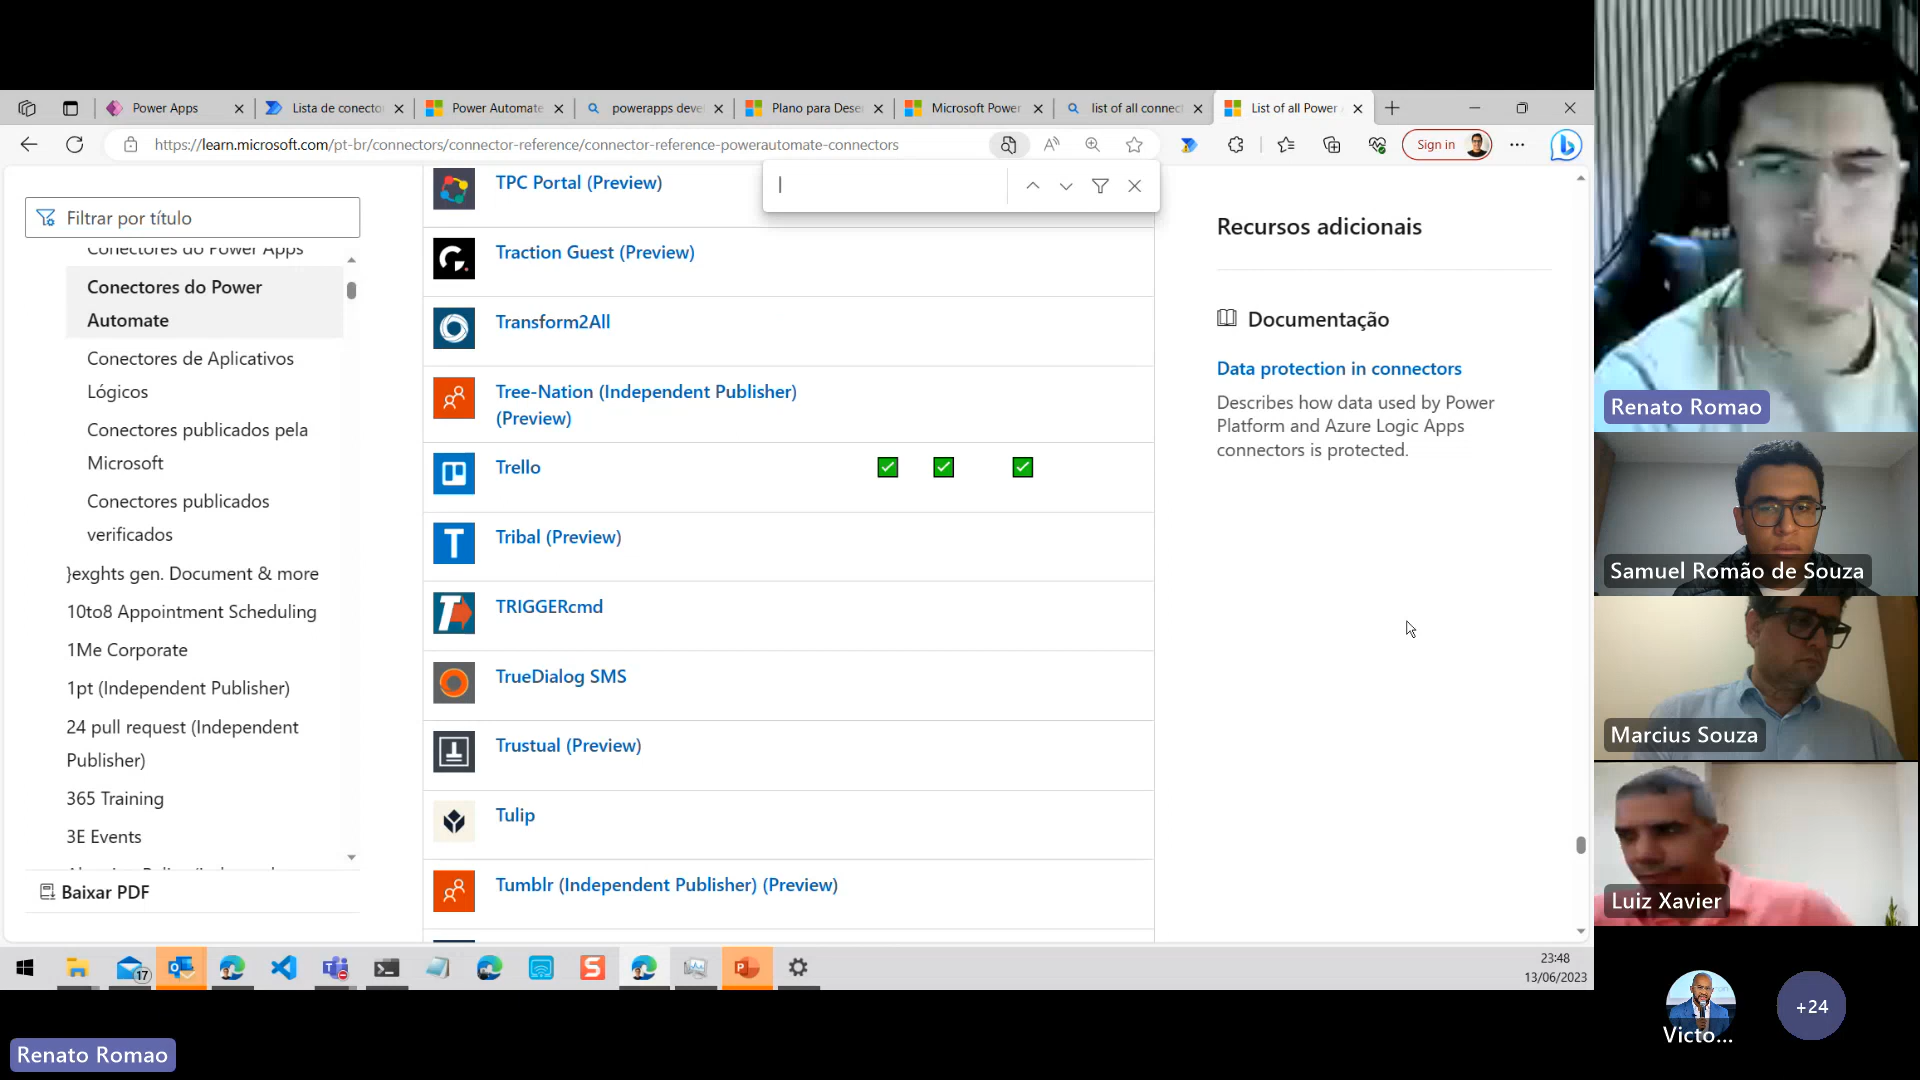 Power Apps
Lista de conecto
Power Automate
powerapps deve
Plano para Dese
Microsoft Power
list of all connect
List of all Power
https://learn.microsoft.com/pt-br/connectors/connector-reference/connector-reference-powerautomate-connectors
Sign in
Filtrar por título
Conectores do Power Apps
Conectores do Power
Automate
Conectores de Aplicativos
Lógicos
Conectores publicados pela
Microsoft
Conectores publicados
verificados
}exghts gen. Document & more
10to8 Appointment Scheduling
1Me Corporate
1pt (Independent Publisher)
24 pull request (Independent
Publisher)
365 Training
3E Events
Baixar PDF
TPC Portal (Preview)
Traction Guest (Preview)
Transform2All
Tree-Nation (Independent Publisher)
(Preview)
Trello
Tribal (Preview)
TRIGGERcmd
TrueDialog SMS
Trustual (Preview)
Tulip
Tumblr (Independent Publisher) (Preview)
Recursos adicionais
Documentação
Data protection in connectors
Describes how data used by Power
Platform and Azure Logic Apps
connectors is protected.
17
23:48
13/06/2023
Renato Romao
Samuel Romão de Souza
Marcius Souza
Luiz Xavier
Victo...
+24
Renato Romao